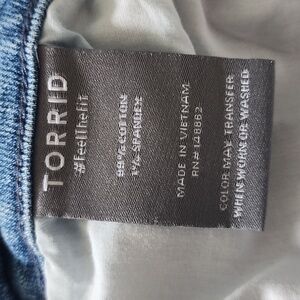 TORRID
#FeelTheFit
99% COTTON
1% SPANDEX
MADE IN VIETNAM
RN# 148862
COLOR MAY TRANSFER
WHEN WORN OR WASHED